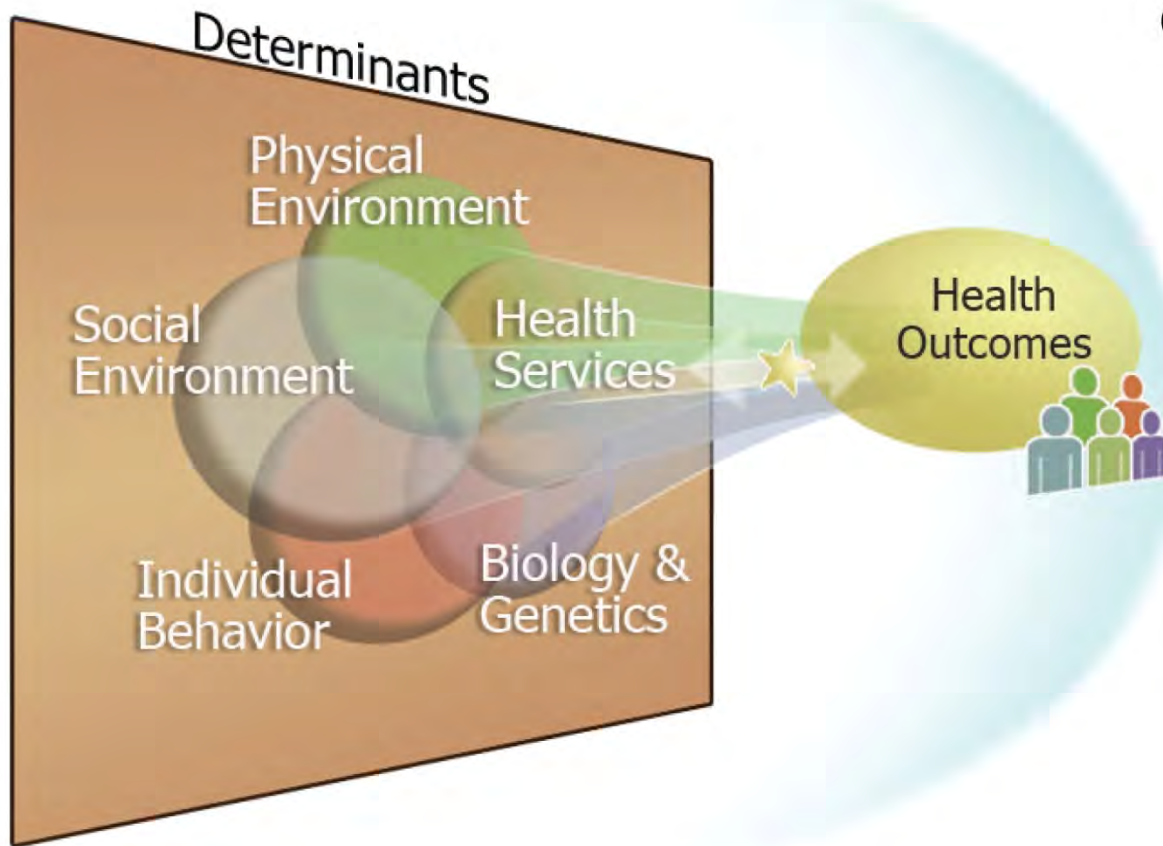 Determinants
Physical
Environment
Social
Environment
Health
Services
Individual
Behavior
Biology &
Genetics
Health
Outcomes